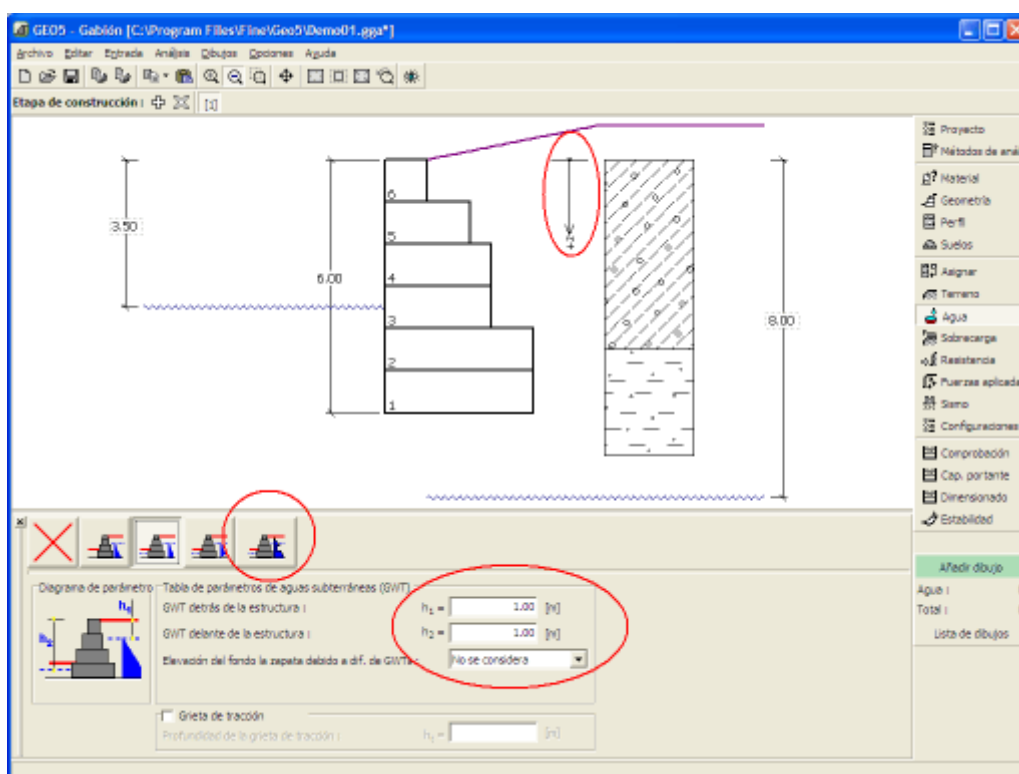 GEO5 - Gabión [C:\Program Files\Fine\Geo5\Demo01.gga*]
Archivo Editar Entrada Análisis Dibujos Opciones Ayuda
Etapa de construcción : [1]
3.50
6.00
8.00
6
5
4
3
2
1
+z
Proyecto
Métodos de aná
Material
Geometría
Perfil
Suelos
Asignar
Terreno
Agua
Sobrecarga
Resistencia
Fuerzas aplicada
Sismo
Configuraciones
Comprobación
Cap. portante
Dimensionado
Estabilidad
Añadir dibujo
Agua :
Total :
Lista de dibujos
Diagrama de parámetro
h1
h2
Tabla de parámetros de aguas subterráneas (GWT)
GWT detrás de la estructura : h1 = 1.00 [m]
GWT delante de la estructura : h2 = 1.00 [m]
Elevación del fondo la zapata debido a dif. de GWTs : No se considera
Grieta de tracción
Profundidad de la grieta de tracción : ht = [m]